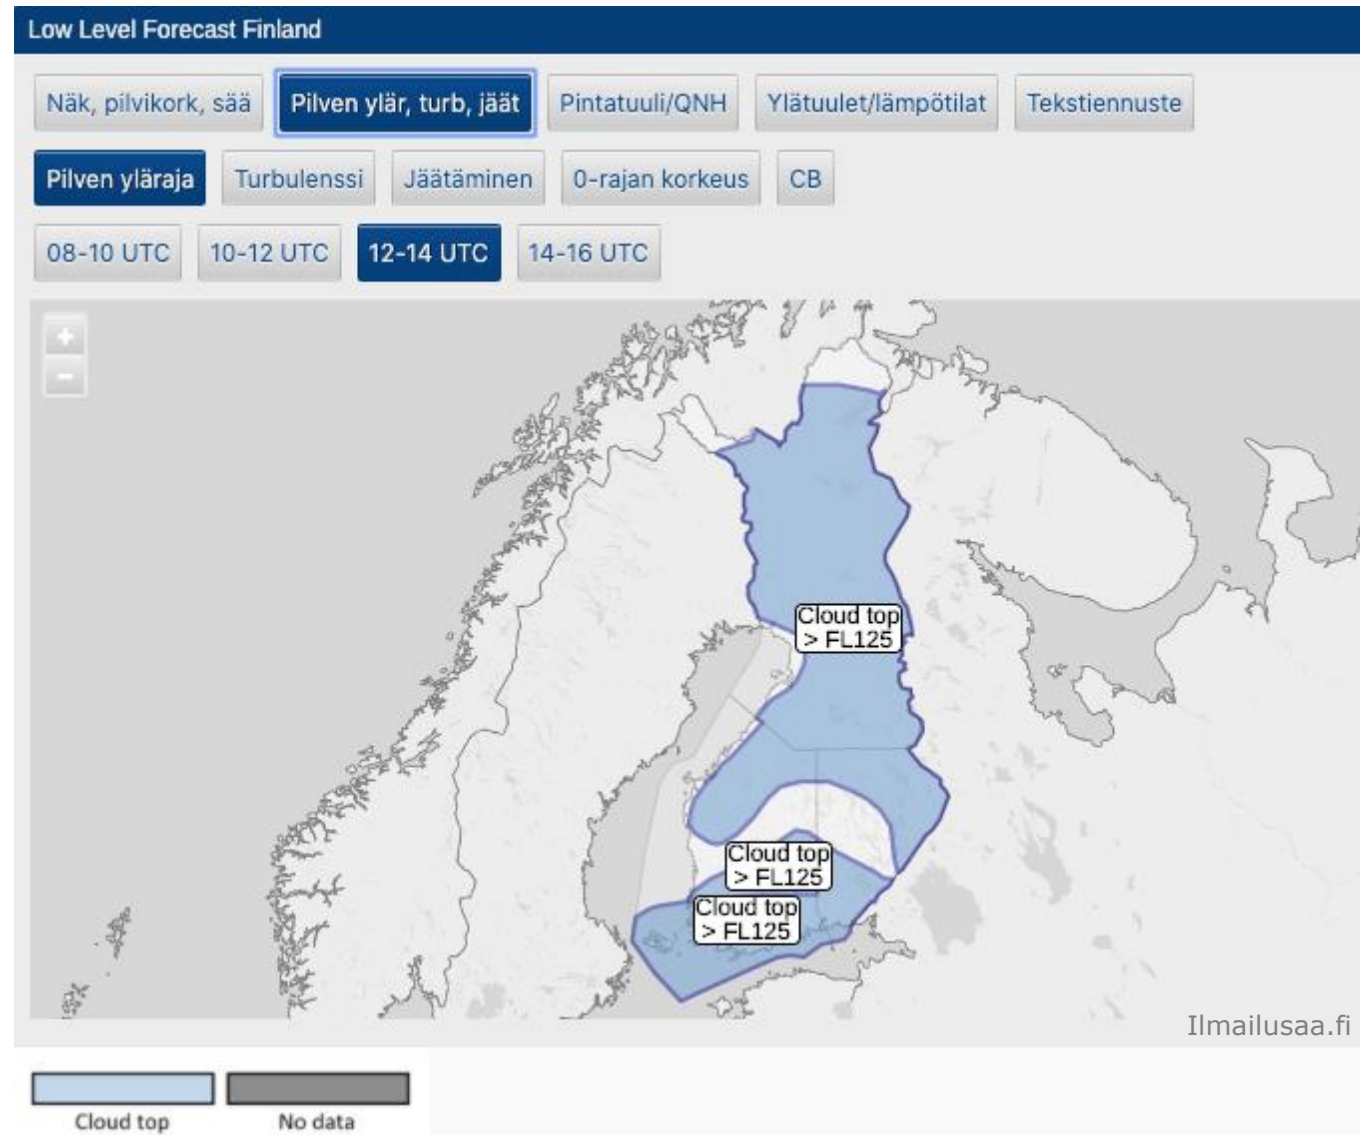 Low Level Forecast Finland
Näk, pilvikork, sää Pilven ylär, turb, jäät Pintatuuli/QNH Ylätuulet/lämpötilat Tekstiennuste
Pilven yläraja Turbulenssi Jäätäminen 0-rajan korkeus CB
08-10 UTC 10-12 UTC 12-14 UTC 14-16 UTC
+
-
Cloud top
> FL125
Cloud top
> FL125
Cloud top
> FL125
Ilmailusaa.fi
Cloud top No data